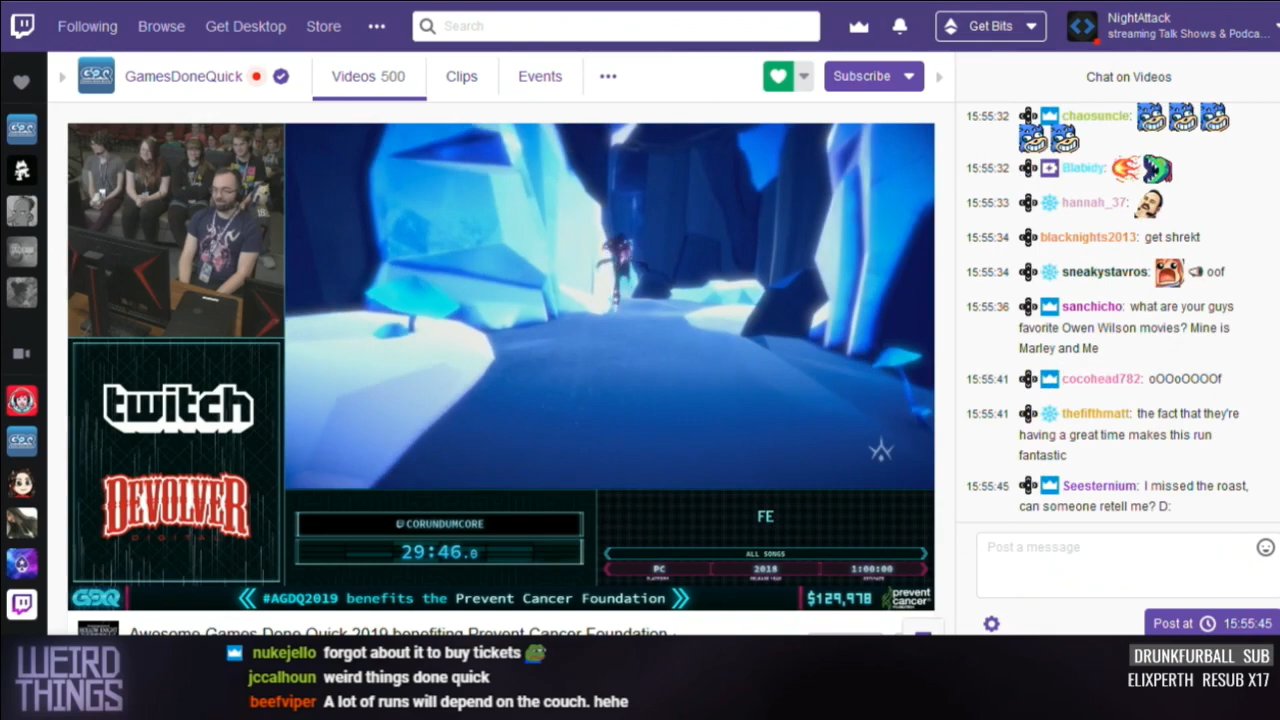 Following Browse Get Desktop Store ••• Search Get Bits NightAttack
streaming Talk Shows & Podca...
GamesDoneQuick Videos 500 Clips Events ••• Subscribe
Chat on Videos
15:55:32 chaosuncle:
15:55:32 Blabidy:
15:55:33 hannah_37:
15:55:34 blacknights2013: get shrekt
15:55:34 sneakystavros: oof
15:55:36 sanchicho: what are your guys
favorite Owen Wilson movies? Mine is
Marley and Me
15:55:41 cocohead782: oOOoOOOOf
15:55:41 thefifthmatt: the fact that they're
having a great time makes this run
fantastic
15:55:45 Seesternium: I missed the roast,
can someone retell me? D:
Post a message
Post at 15:55:45
twitch
DEVOLVER
DIGITAL
@CORUNDUMCORE
29:46.0
FE
ALL SONGS
PC 2018 1:00:00
GDQ #AGDQ2019 benefits the Prevent Cancer Foundation $129,978 prevent
cancer
Awesome Games Done Quick 2019 benefiting Prevent Cancer Foundation
WEIRD
THINGS
nukejello forgot about it to buy tickets
jccalhoun weird things done quick
beefviper A lot of runs will depend on the couch. hehe
DRUNKFURBALL SUB
ELIXPERTH RESUB X17